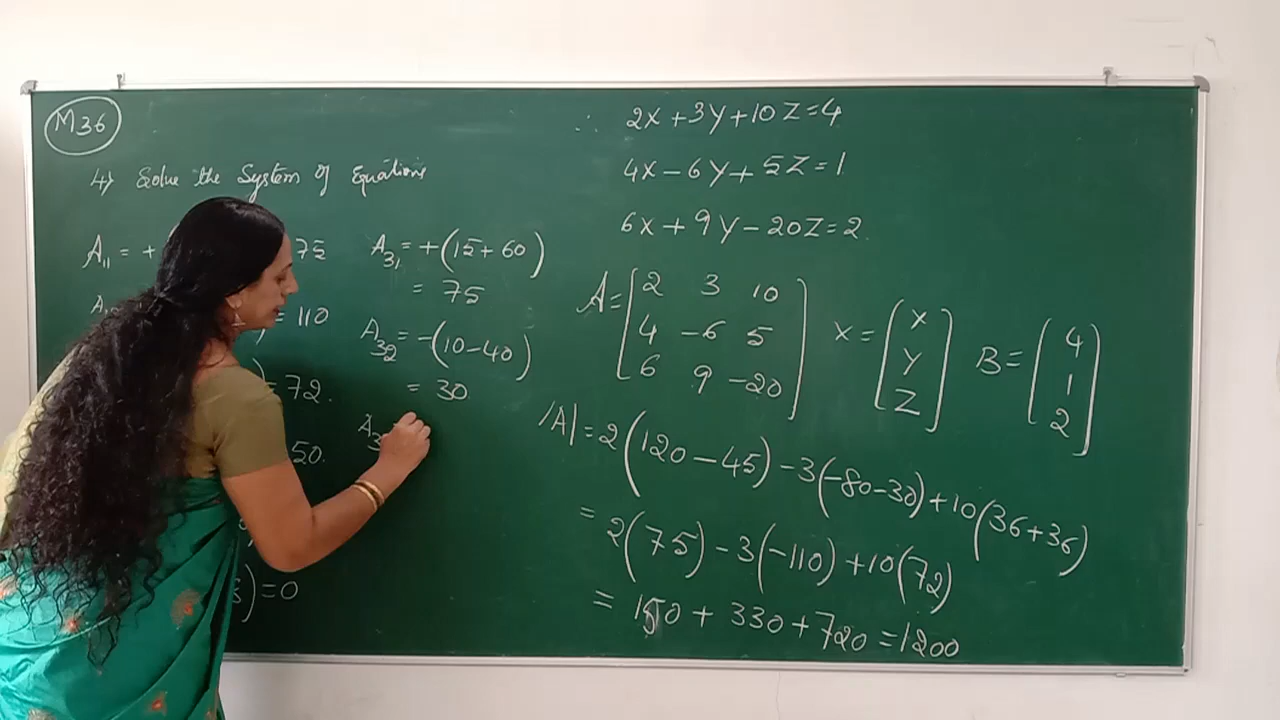 M36
4) Solve the System of Equations
A₁₁ = + 75
= 110
) = 72.
50.
) = 0
A₃₁ = +(15+60)
= 75
A₃₂ = -(10-40)
= 30
A₃
∴ 2x+3y+10z=4
4x-6y+5z=1
6x+9y-20z=2
A = [2 3 10
4 -6 5
6 9 -20]
X = [x
y
z]
B = [4
1
2]
|A| = 2(120-45)-3(-80-30)+10(36+36)
= 2(75)-3(-110)+10(72)
= 150+330+720=1200